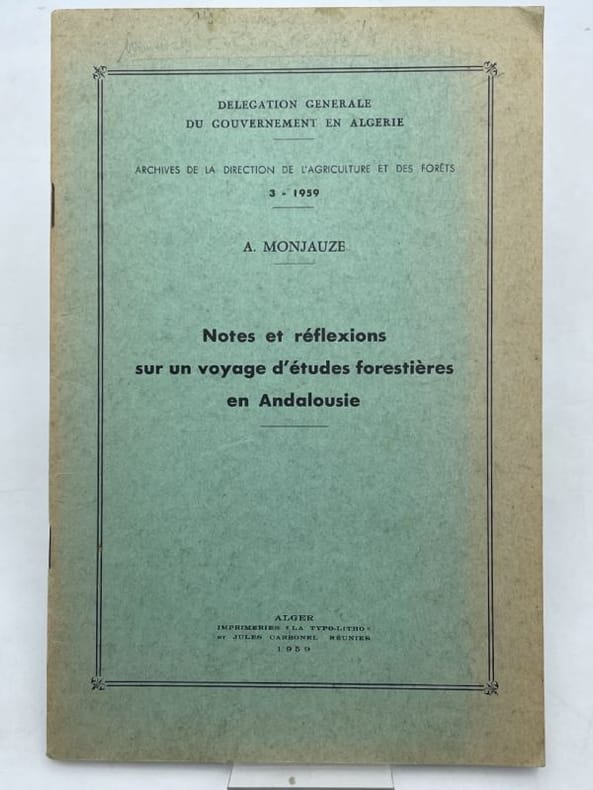 DELEGATION GENERALE
DU GOUVERNEMENT EN ALGERIE
ARCHIVES DE LA DIRECTION DE L'AGRICULTURE ET DES FORÊTS
3 - 1959
A. MONJAUZE
Notes et réflexions
sur un voyage d'études forestières
en Andalousie
ALGER
IMPRIMERIES "LA TYPO-LITHO"
ET JULES CARBONEL RÉUNIES
1959